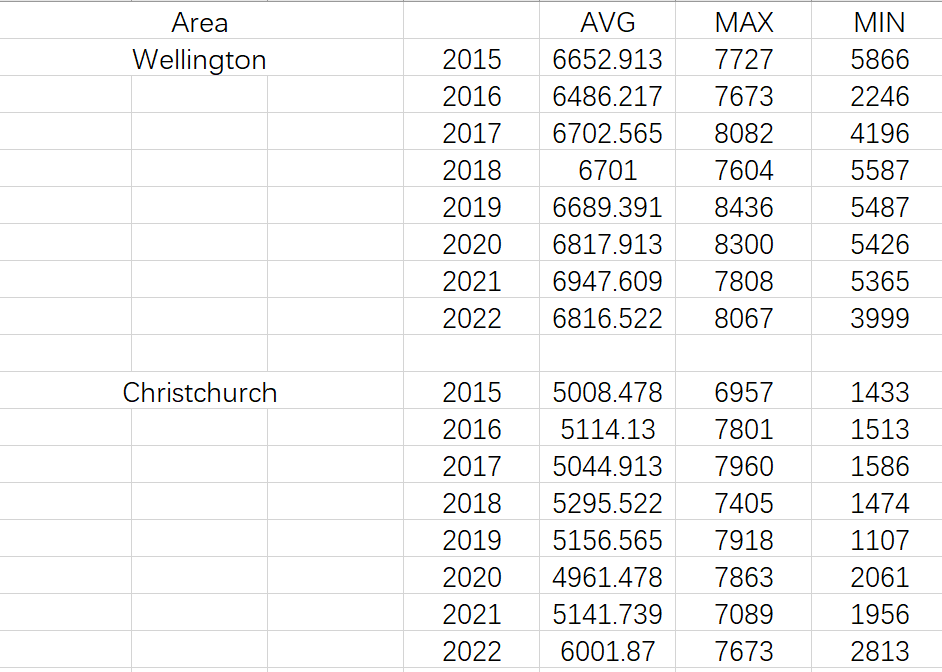 Area AVG MAX MIN
Wellington 2015 6652.913 7727 5866
2016 6486.217 7673 2246
2017 6702.565 8082 4196
2018 6701 7604 5587
2019 6689.391 8436 5487
2020 6817.913 8300 5426
2021 6947.609 7808 5365
2022 6816.522 8067 3999
Christchurch 2015 5008.478 6957 1433
2016 5114.13 7801 1513
2017 5044.913 7960 1586
2018 5295.522 7405 1474
2019 5156.565 7918 1107
2020 4961.478 7863 2061
2021 5141.739 7089 1956
2022 6001.87 7673 2813